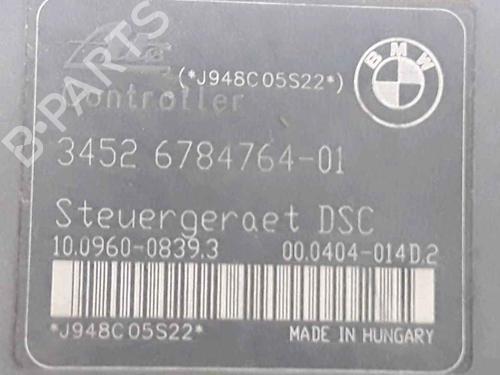 B-PARTS
(*J948C05S22*)
BMW
Controller
3452 6784764-01
Steuergeraet DSC
10.0960-0839.3 00.0404-014D.2
*J948C05S22* MADE IN HUNGARY